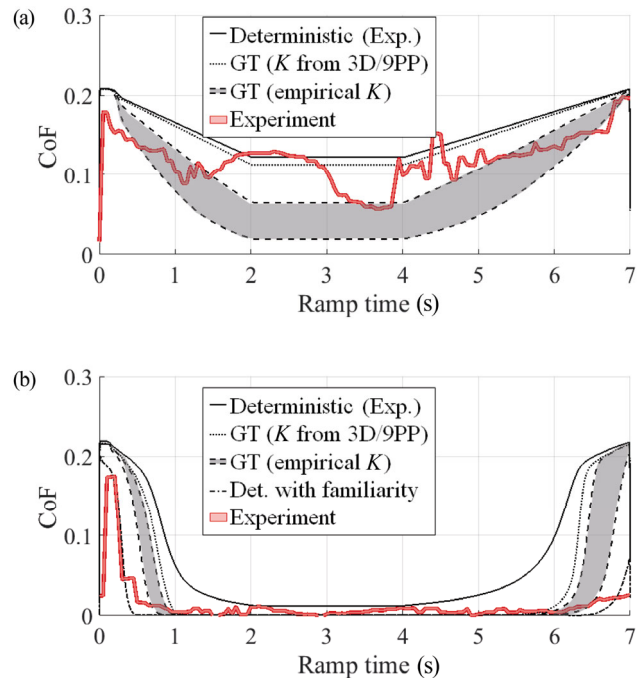 (a)
0.3
0.2
0.1
0
CoF
Deterministic (Exp.)
GT (K from 3D/9PP)
GT (empirical K)
Experiment
0 1 2 3 4 5 6 7
Ramp time (s)
(b)
0.3
0.2
0.1
0
CoF
Deterministic (Exp.)
GT (K from 3D/9PP)
GT (empirical K)
Det. with familiarity
Experiment
0 1 2 3 4 5 6 7
Ramp time (s)